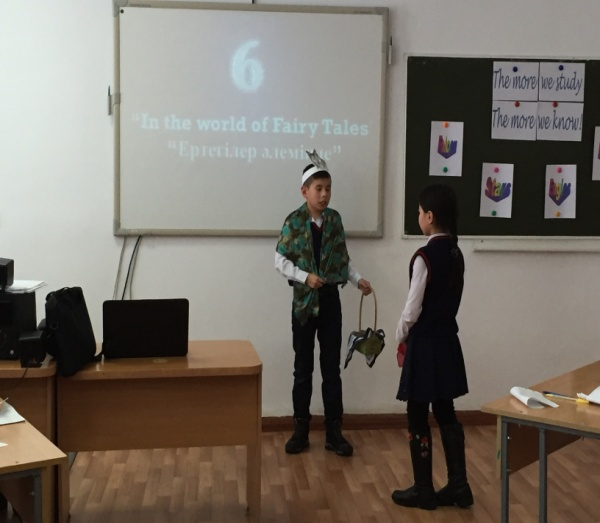 6
"In the world of Fairy Tales
"Ертегілер әлемінде"
The more we study
The more we know!